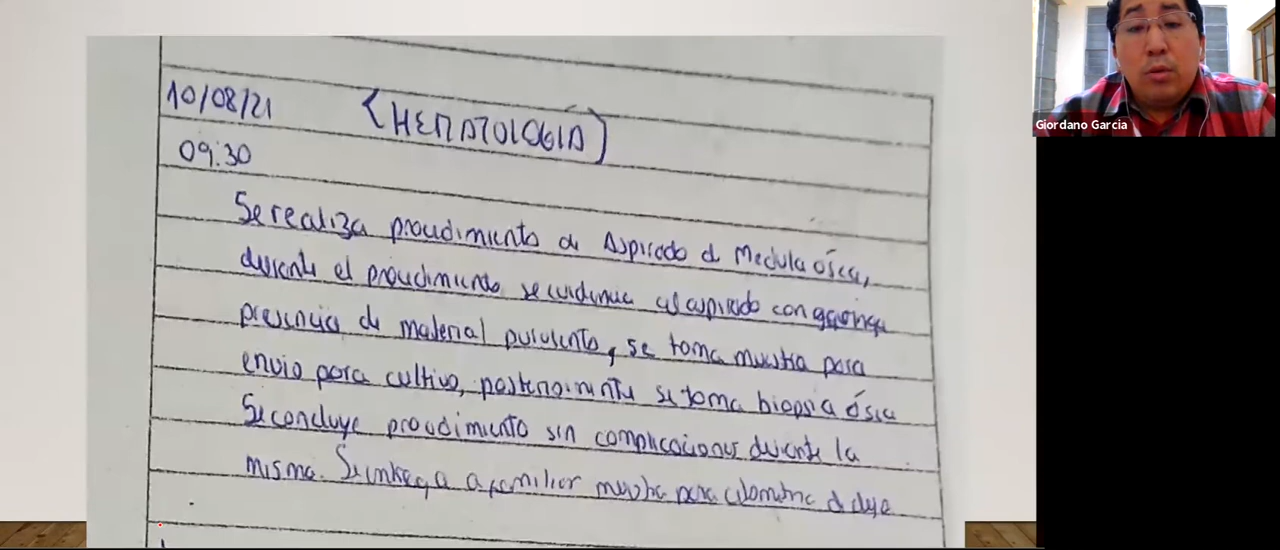 10/08/21 (HEMATOLOGIA)
09:30
Se realiza procedimiento de Aspirado d Medula ósea,
durante el procedimiento se evidencia al aspirado con jeringa
presencia de material purulento, se toma muestra para
envio para cultivo, posteriormente se toma biopsia ósea
Se concluye procedimiento sin complicaciones durante la
misma. Se entrega a familiar muestra para citometria d
Giordano Garcia